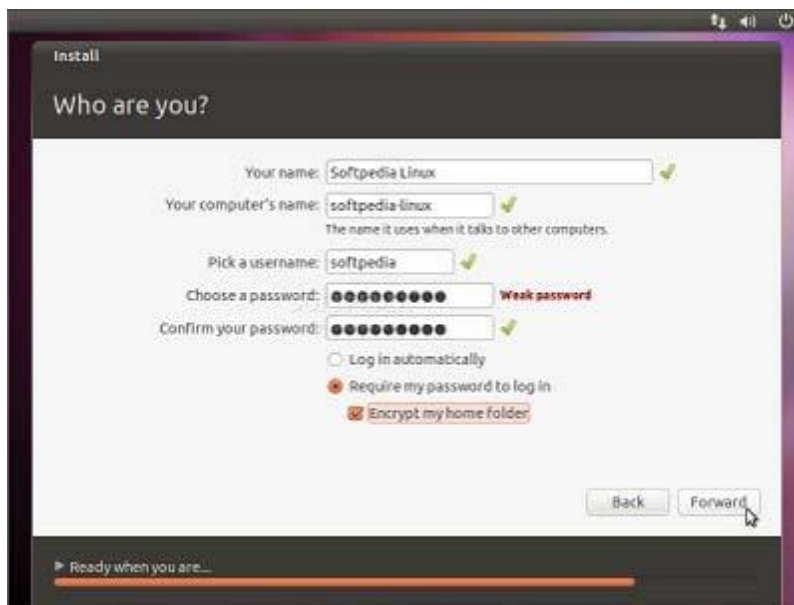 Install
Who are you?
Your name: Softpedia Linux
Your computer's name: softpedia-linux
The name it uses when it talks to other computers.
Pick a username: softpedia
Choose a password: ●●●●●●●●● Weak password
Confirm your password: ●●●●●●●●●
Log in automatically
Require my password to log in
Encrypt my home folder
Back Forward
Ready when you are...